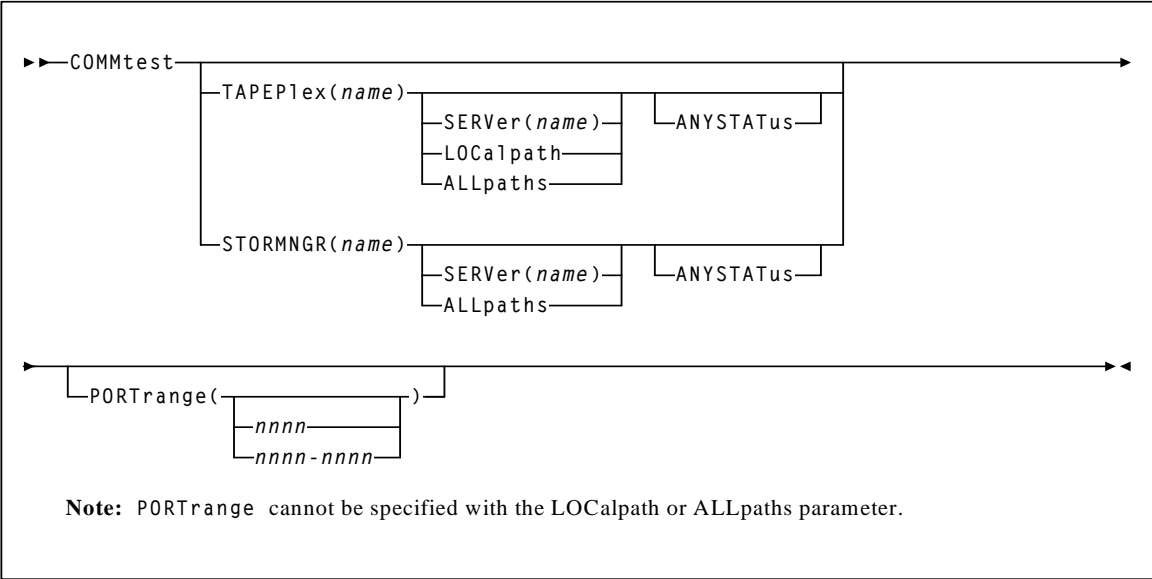 COMMtest
TAPEPlex(name)
SERVer(name)
ANYSTATus
LOCalpath
ALLpaths
STORMNGR(name)
SERVer(name)
ANYSTATus
ALLpaths
PORTrange( )
nnnn
nnnn-nnnn
Note: PORTrange cannot be specified with the LOCalpath or ALLpaths parameter.